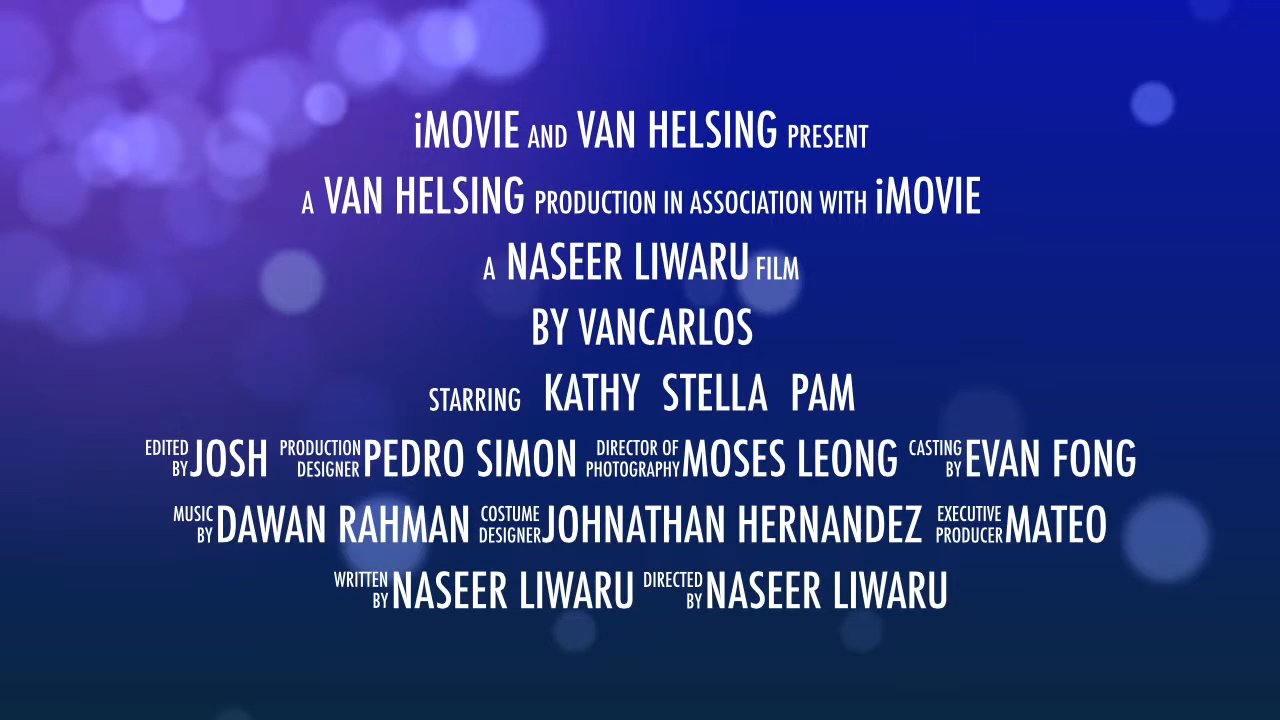 iMOVIE AND VAN HELSING PRESENT
A VAN HELSING PRODUCTION IN ASSOCIATION WITH iMOVIE
A NASEER LIWARU FILM
BY VANCARLOS
STARRING KATHY STELLA PAM
EDITED BY JOSH PRODUCTION DESIGNER PEDRO SIMON DIRECTOR OF PHOTOGRAPHY MOSES LEONG CASTING BY EVAN FONG
MUSIC BY DAWAN RAHMAN COSTUME DESIGNER JOHNATHAN HERNANDEZ EXECUTIVE PRODUCER MATEO
WRITTEN BY NASEER LIWARU DIRECTED BY NASEER LIWARU